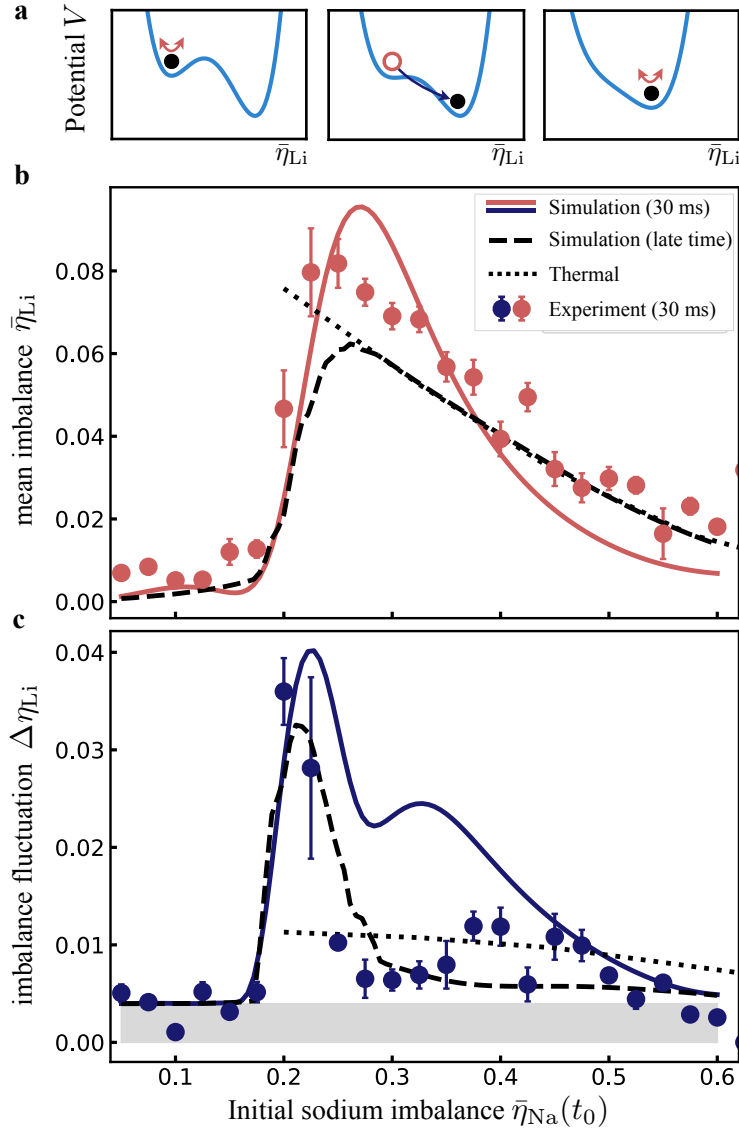 a
Potential V
η̄Li η̄Li η̄Li
b
mean imbalance η̄Li
0.08
0.06
0.04
0.02
0.00
Simulation (30 ms)
Simulation (late time)
Thermal
Experiment (30 ms)
c
imbalance fluctuation ΔηLi
0.04
0.03
0.02
0.01
0.00
0.1 0.2 0.3 0.4 0.5 0.6
Initial sodium imbalance η̄Na(t0)